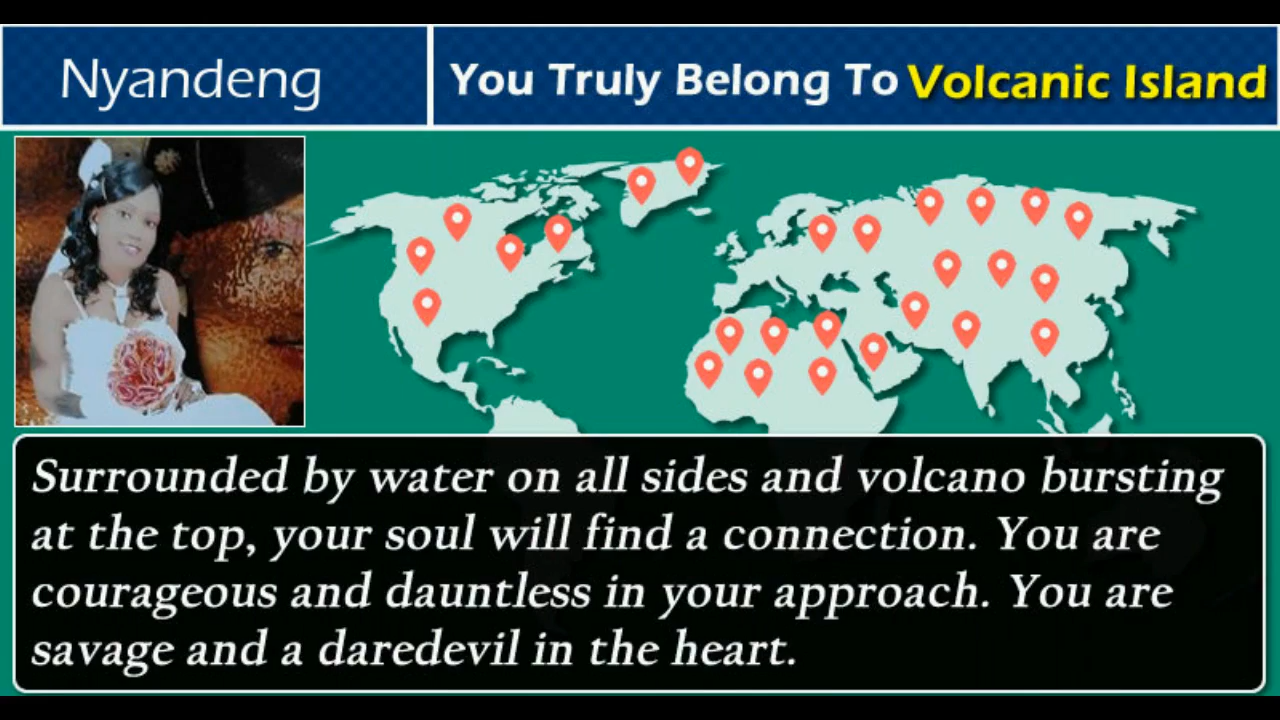 Nyandeng
You Truly Belong To Volcanic Island
Surrounded by water on all sides and volcano bursting
at the top, your soul will find a connection. You are
courageous and dauntless in your approach. You are
savage and a daredevil in the heart.